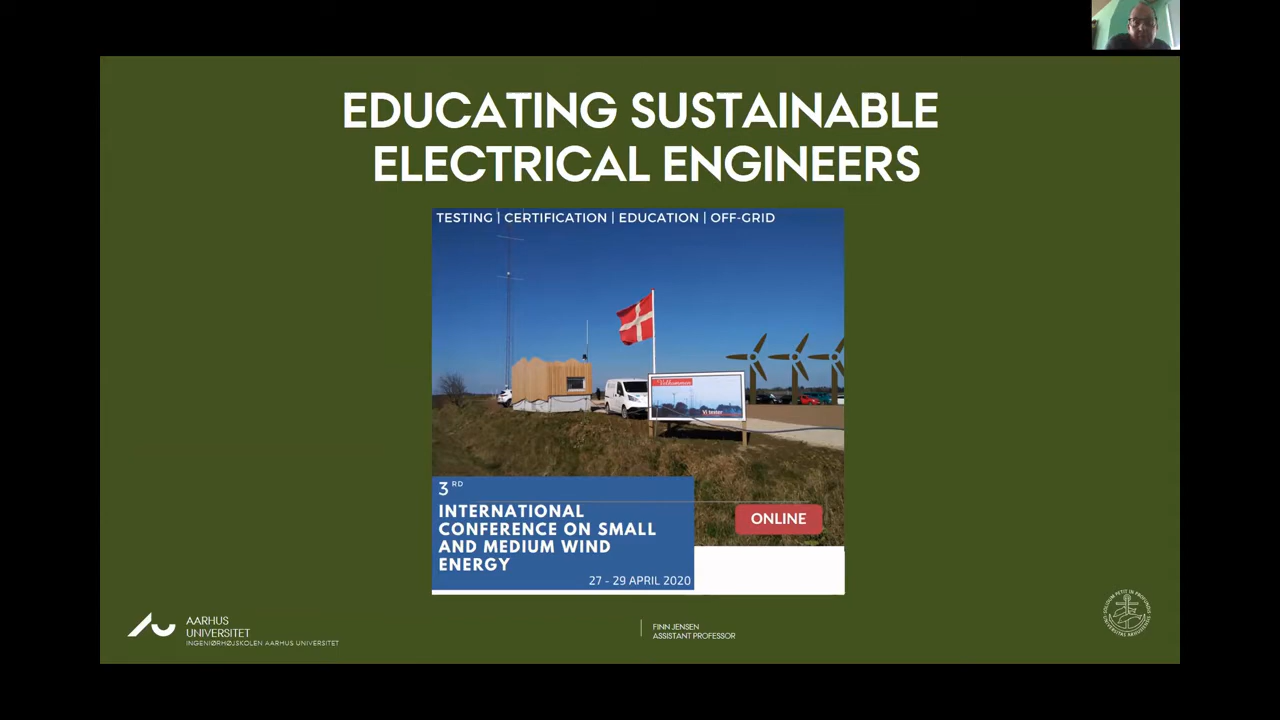 EDUCATING SUSTAINABLE
ELECTRICAL ENGINEERS
TESTING | CERTIFICATION | EDUCATION | OFF-GRID
Velkommen
Vi tester
3RD
INTERNATIONAL
CONFERENCE ON SMALL
AND MEDIUM WIND
ENERGY
27 - 29 APRIL 2020
ONLINE
AARHUS
UNIVERSITET
INGENIØRHØJSKOLEN AARHUS UNIVERSITET
FINN JENSEN
ASSISTANT PROFESSOR